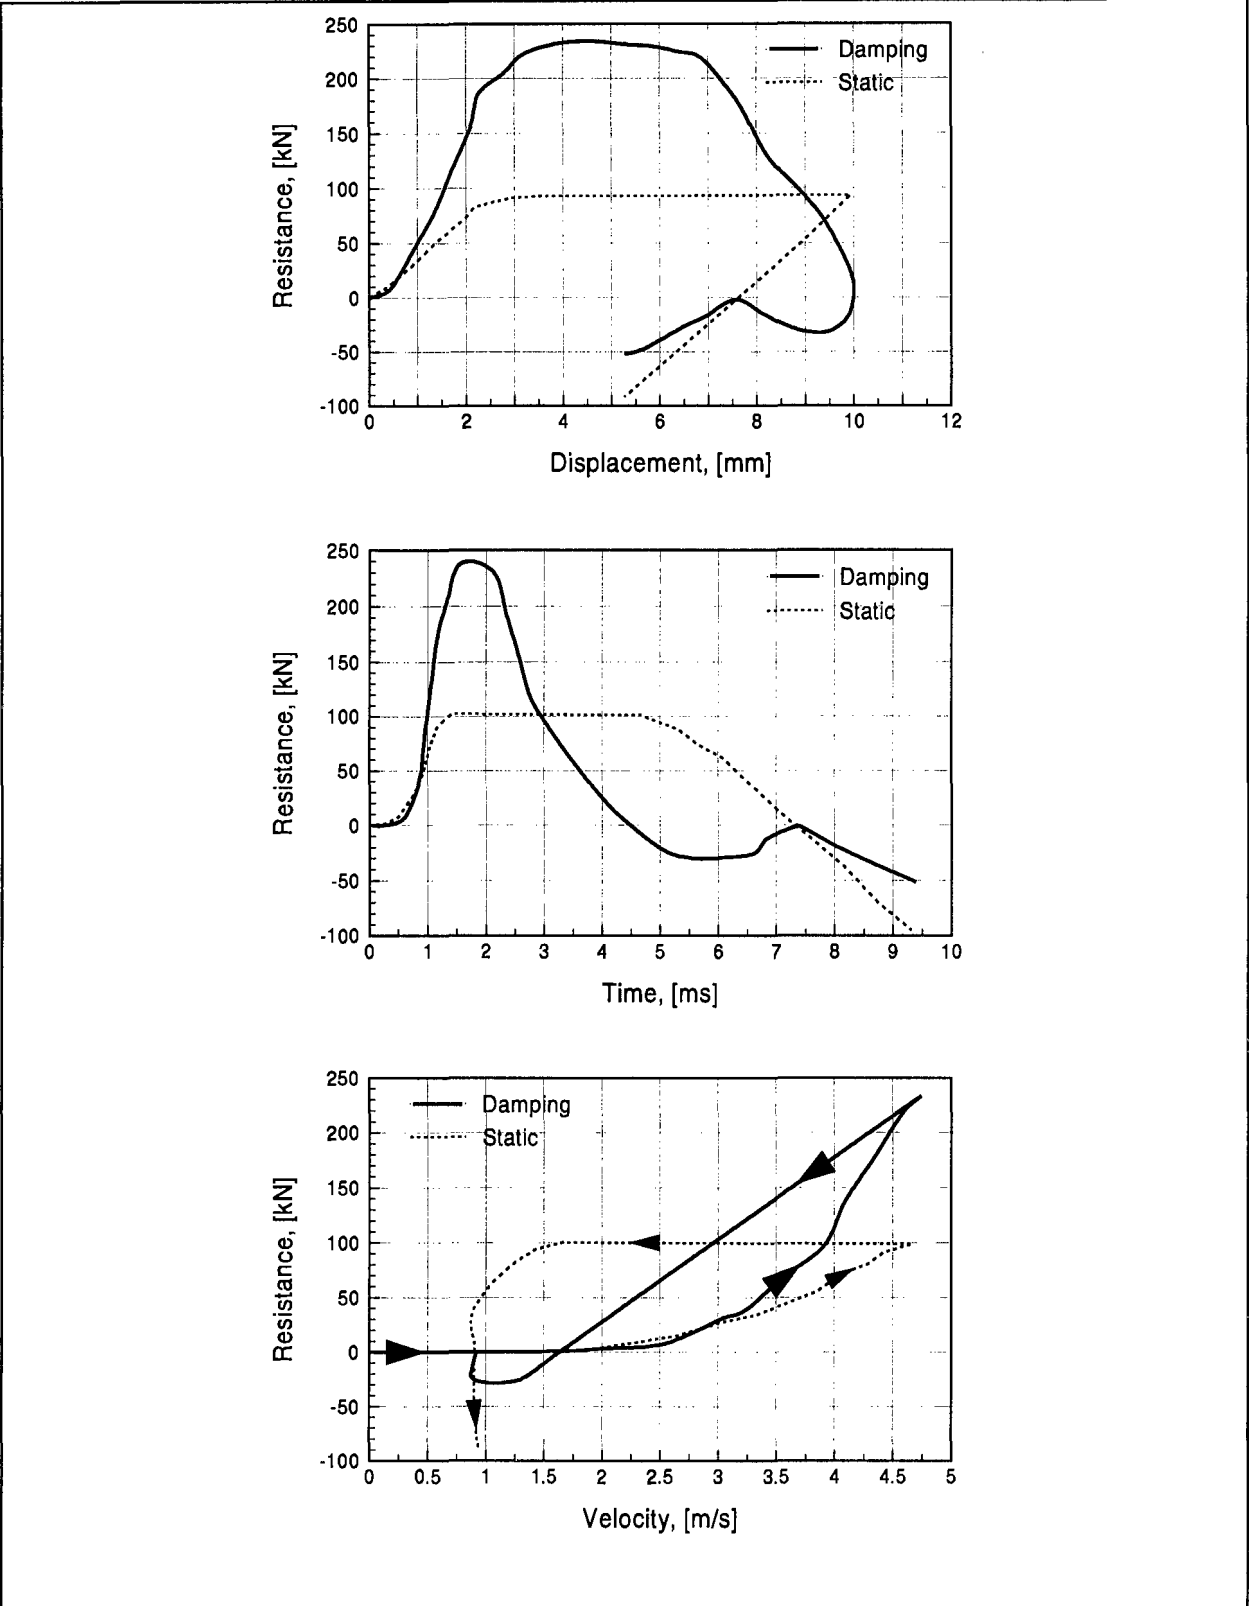 250
Damping
200
Static
150
100
50
0
-50
-100
Resistance, [kN]
0 2 4 6 8 10 12
Displacement, [mm]
250
Damping
200
Static
150
100
50
0
-50
-100
Resistance, [kN]
0 1 2 3 4 5 6 7 8 9 10
Time, [ms]
250
Damping
200
Static
150
100
50
0
-50
-100
Resistance, [kN]
0 0.5 1 1.5 2 2.5 3 3.5 4 4.5 5
Velocity, [m/s]